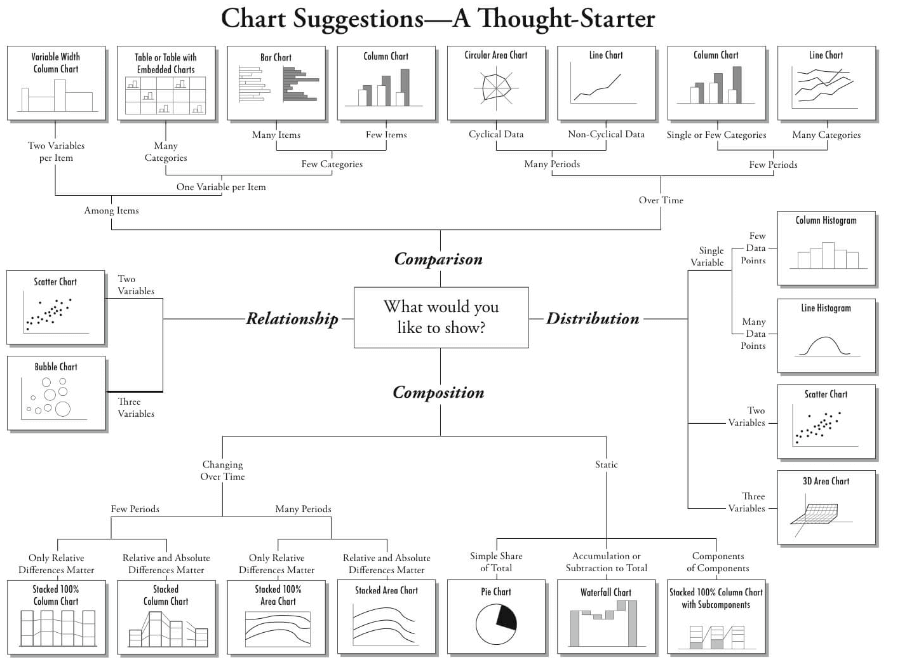 Chart Suggestions—A Thought-Starter
Variable Width
Column Chart
Table or Table with
Embedded Charts
Bar Chart
Column Chart
Circular Area Chart
Line Chart
Column Chart
Line Chart
Two Variables
per Item
Many
Categories
Many Items
Few Items
Cyclical Data
Non-Cyclical Data
Single or Few Categories
Many Categories
Few Categories
Many Periods
Few Periods
One Variable per Item
Among Items
Over Time
Comparison
What would you
like to show?
Relationship
Distribution
Composition
Scatter Chart
Two
Variables
Bubble Chart
Three
Variables
Single
Variable
Few
Data
Points
Column Histogram
Many
Data
Points
Line Histogram
Two
Variables
Scatter Chart
Three
Variables
3D Area Chart
Changing
Over Time
Static
Few Periods
Many Periods
Only Relative
Differences Matter
Relative and Absolute
Differences Matter
Only Relative
Differences Matter
Relative and Absolute
Differences Matter
Simple Share
of Total
Accumulation or
Subtraction to Total
Components
of Components
Stacked 100%
Column Chart
Stacked
Column Chart
Stacked 100%
Area Chart
Stacked Area Chart
Pie Chart
Waterfall Chart
Stacked 100% Column Chart
with Subcomponents